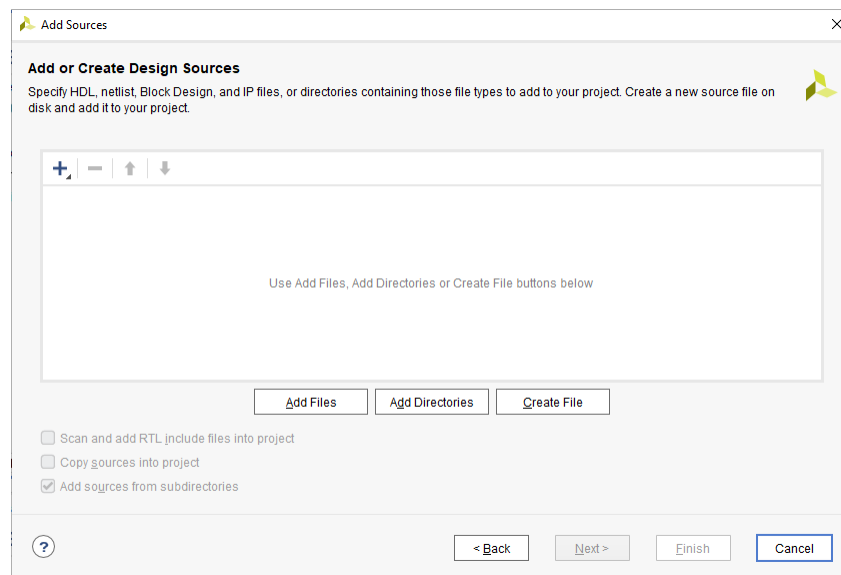 Add Sources
Add or Create Design Sources
Specify HDL, netlist, Block Design, and IP files, or directories containing those file types to add to your project. Create a new source file on
disk and add it to your project.
Use Add Files, Add Directories or Create File buttons below
Add Files
Add Directories
Create File
Scan and add RTL include files into project
Copy sources into project
Add sources from subdirectories
?
< Back
Next >
Finish
Cancel